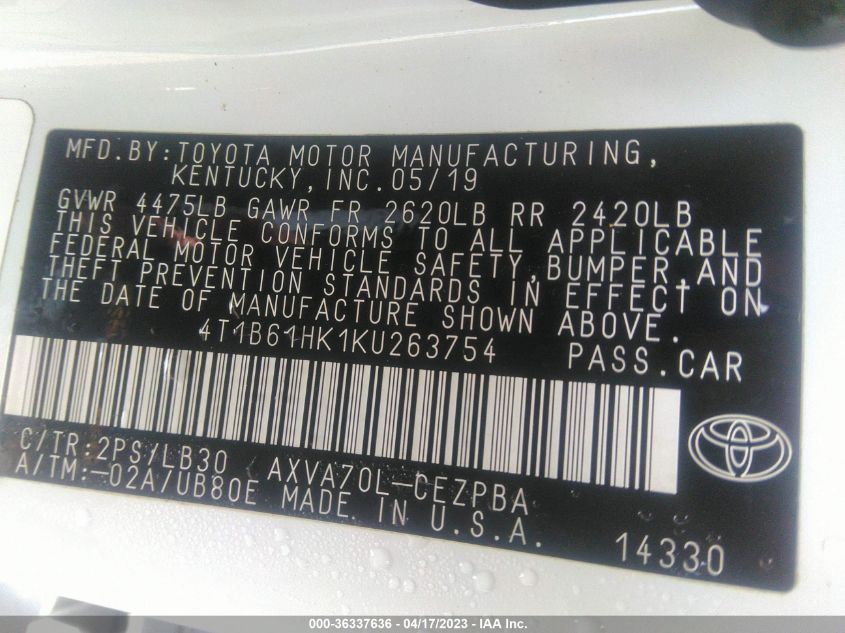 MFD.BY:TOYOTA MOTOR MANUFACTURING,
KENTUCKY,INC.05/19
GVWR 4475LB GAWR FR 2620LB RR 2420LB
THIS VEHICLE CONFORMS TO ALL APPLICABLE
FEDERAL MOTOR VEHICLE SAFETY,BUMPER,AND
THEFT PREVENTION STANDARDS IN EFFECT ON
THE DATE OF MANUFACTURE SHOWN ABOVE.
4T1B61HK1KU263754 PASS.CAR
C/TR:2PS/LB30 AXVA70L-CEZPBA
A/TM:-02A/UB80E MADE IN U.S.A.
14330
000-36337636 - 04/17/2023 - IAA Inc.